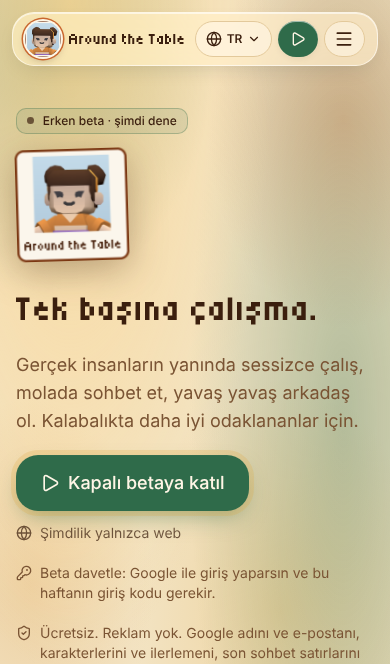 Around the Table
TR
Erken beta · şimdi dene
Around the Table
Tek başına çalışma.
Gerçek insanların yanında sessizce çalış,
molada sohbet et, yavaş yavaş arkadaş
ol. Kalabalıkta daha iyi odaklananlar için.
Kapalı betaya katıl
Şimdilik yalnızca web
Beta davetle: Google ile giriş yaparsın ve bu
haftanın giriş kodu gerekir.
Ücretsiz. Reklam yok. Google adını ve e-postanı,
karakterlerini ve ilerlemeni, son sohbet satırlarını